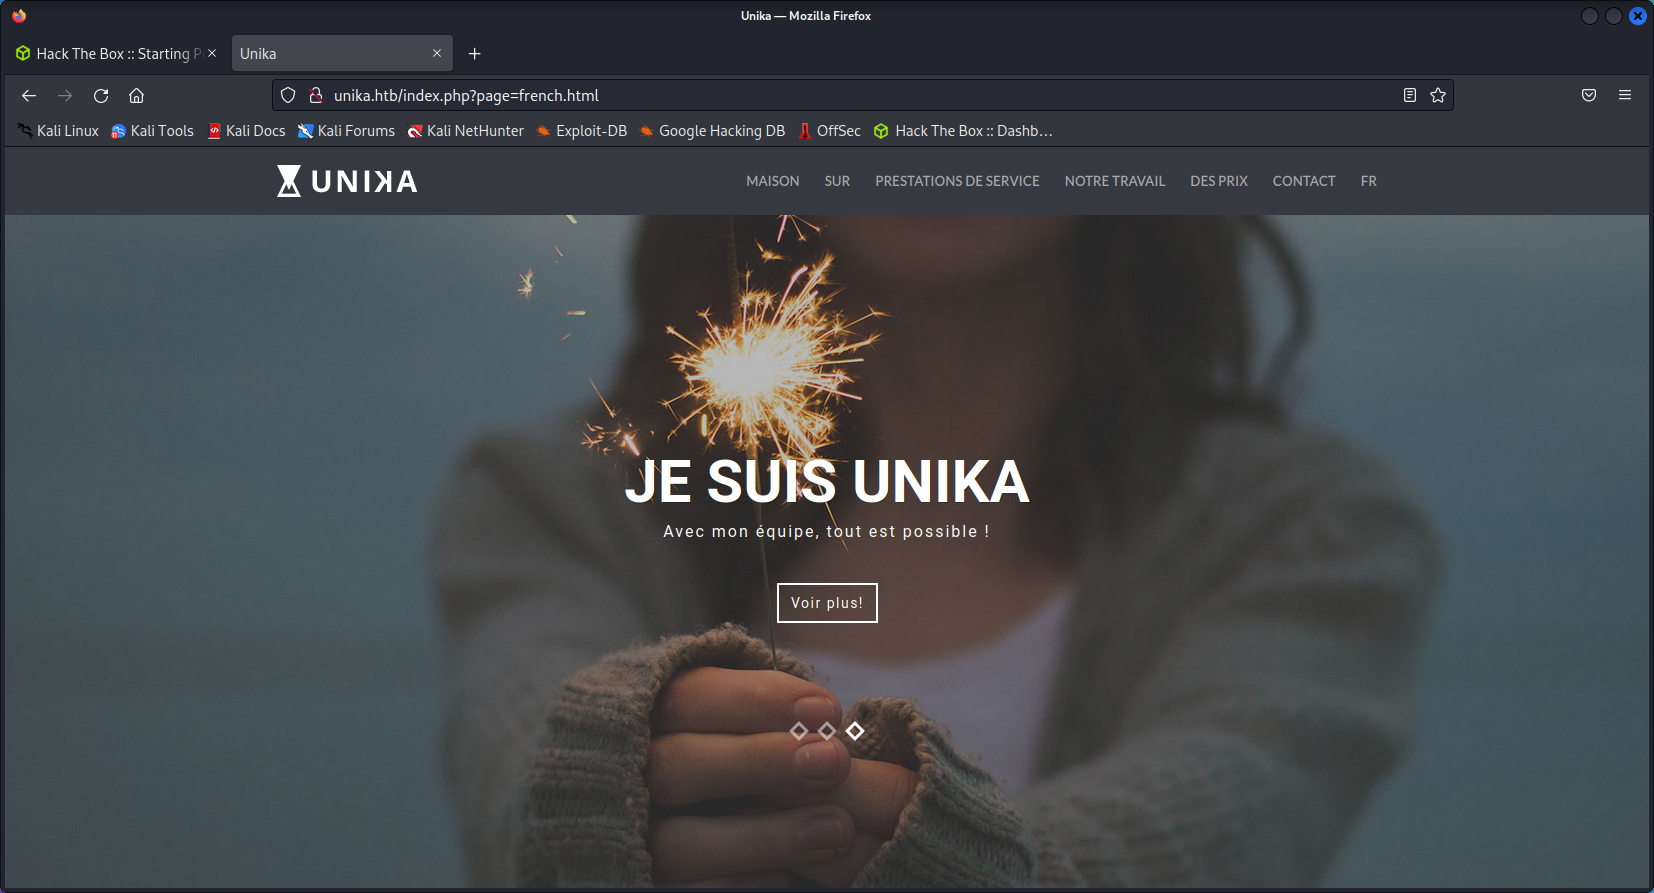 Unika — Mozilla Firefox
Hack The Box :: Starting P
Unika
unika.htb/index.php?page=french.html
Kali Linux Kali Tools Kali Docs Kali Forums Kali NetHunter Exploit-DB Google Hacking DB OffSec Hack The Box :: Dashb…
UNIKA MAISON SUR PRESTATIONS DE SERVICE NOTRE TRAVAIL DES PRIX CONTACT FR
JE SUIS UNIKA
Avec mon équipe, tout est possible !
Voir plus!